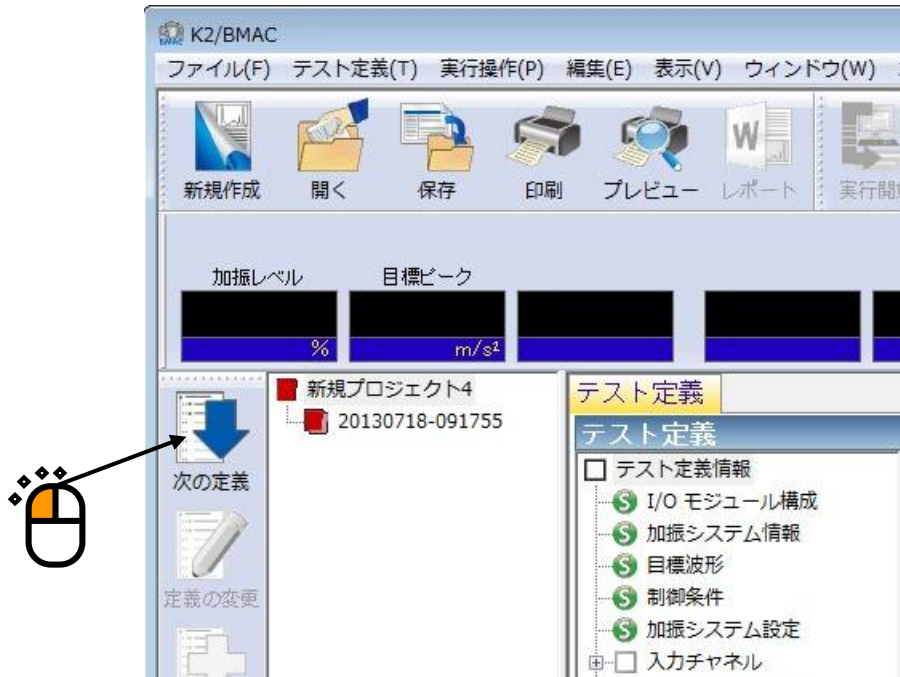 K2/BMAC
ファイル(F) テスト定義(T) 実行操作(P) 編集(E) 表示(V) ウィンドウ(W)
新規作成 開く 保存 印刷 プレビュー レポート 実行開
加振レベル 目標ピーク
% m/s²
次の定義
定義の変更
新規プロジェクト4
20130718-091755
テスト定義
テスト定義
テスト定義情報
I/O モジュール構成
加振システム情報
目標波形
制御条件
加振システム設定
入力チャネル